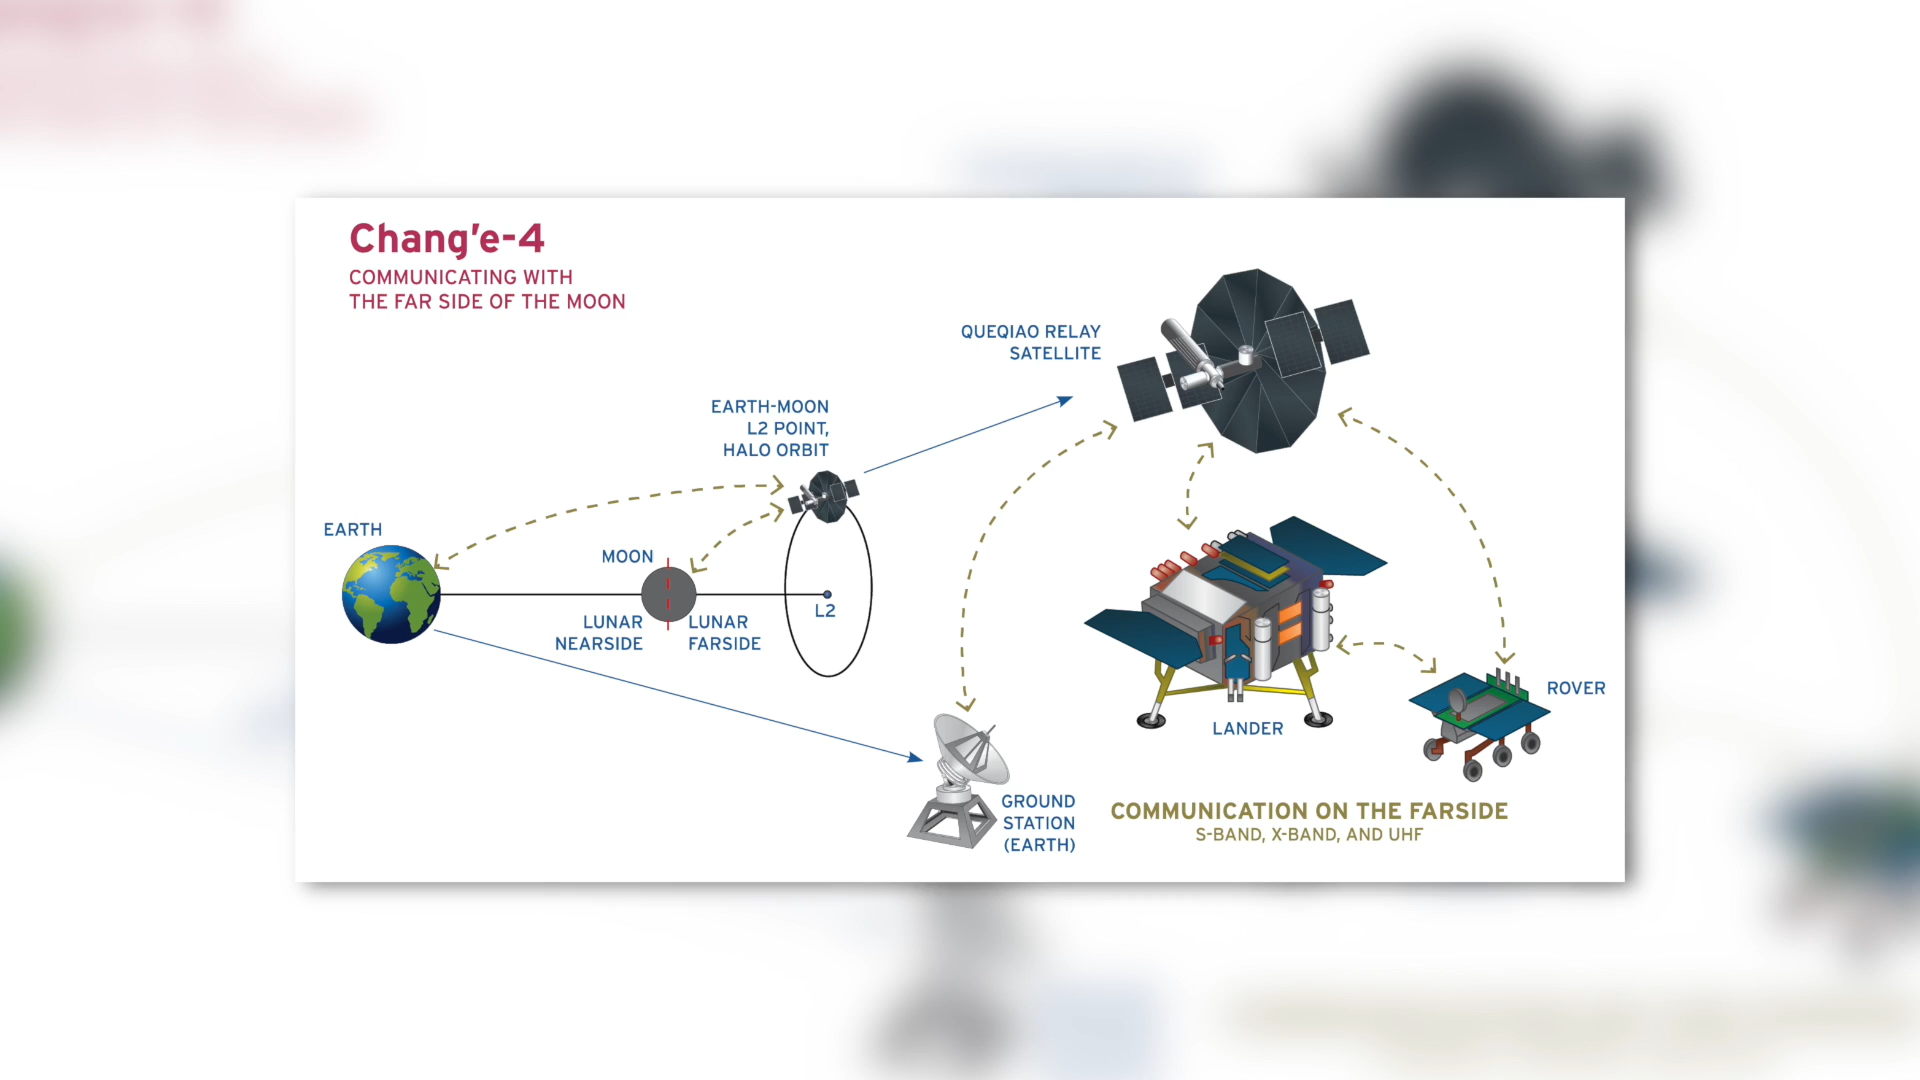 Chang'e-4
COMMUNICATING WITH
THE FAR SIDE OF THE MOON
QUEQIAO RELAY
SATELLITE
EARTH-MOON
L2 POINT,
HALO ORBIT
EARTH
MOON
LUNAR
NEARSIDE
LUNAR
FARSIDE
L2
LANDER
ROVER
GROUND
STATION
(EARTH)
COMMUNICATION ON THE FARSIDE
S-BAND, X-BAND, AND UHF